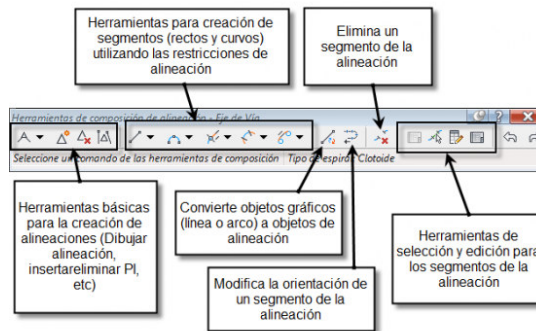 Herramientas para creación de
segmentos (rectos y curvos)
utilizando las restricciones de
alineación
Elimina un
segmento de la
alineación
Herramientas de composición de alineación - Eje de Vía
Seleccione un comando de las herramientas de composición
Tipo de espiral: Clotoide
Herramientas básicas
para la creación de
alineaciones (Dibujar
alineación,
insertareliminar PI,
etc)
Convierte objetos gráficos
(línea o arco) a objetos de
alineación
Modifica la orientación de
un segmento de la
alineación
Herramientas de
selección y edición para
los segmentos de la
alineación